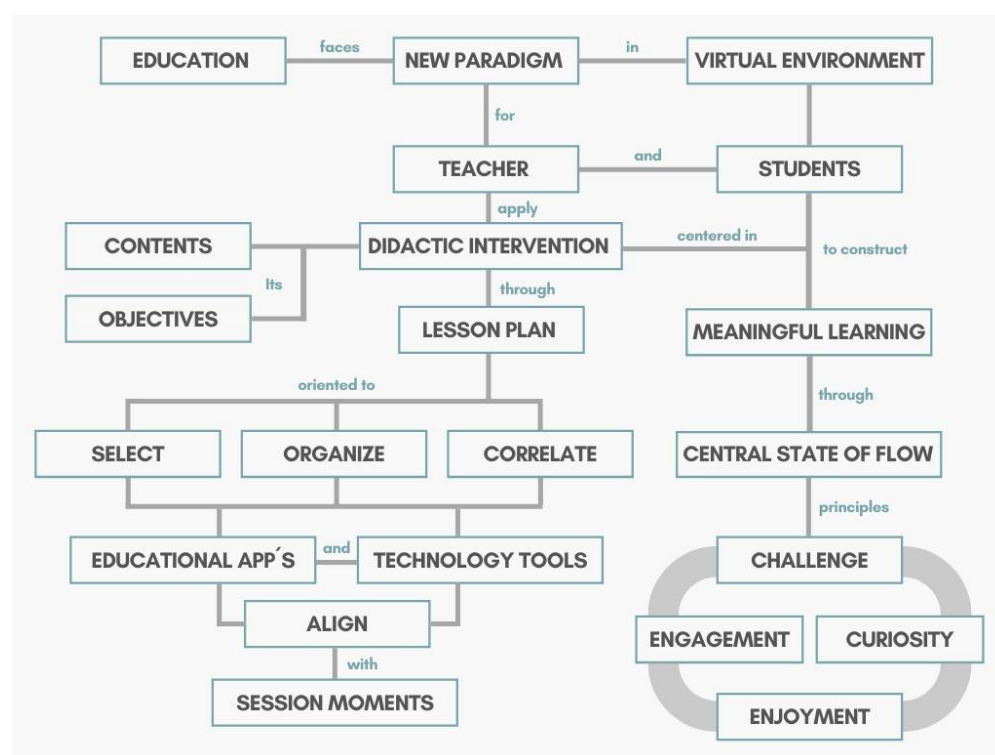 EDUCATION faces NEW PARADIGM in VIRTUAL ENVIRONMENT
for
TEACHER and STUDENTS
apply
CONTENTS DIDACTIC INTERVENTION centered in to construct
Its through
OBJECTIVES LESSON PLAN MEANINGFUL LEARNING
oriented to through
SELECT ORGANIZE CORRELATE CENTRAL STATE OF FLOW
principles
EDUCATIONAL APP´S and TECHNOLOGY TOOLS CHALLENGE
ALIGN ENGAGEMENT CURIOSITY
with
SESSION MOMENTS ENJOYMENT